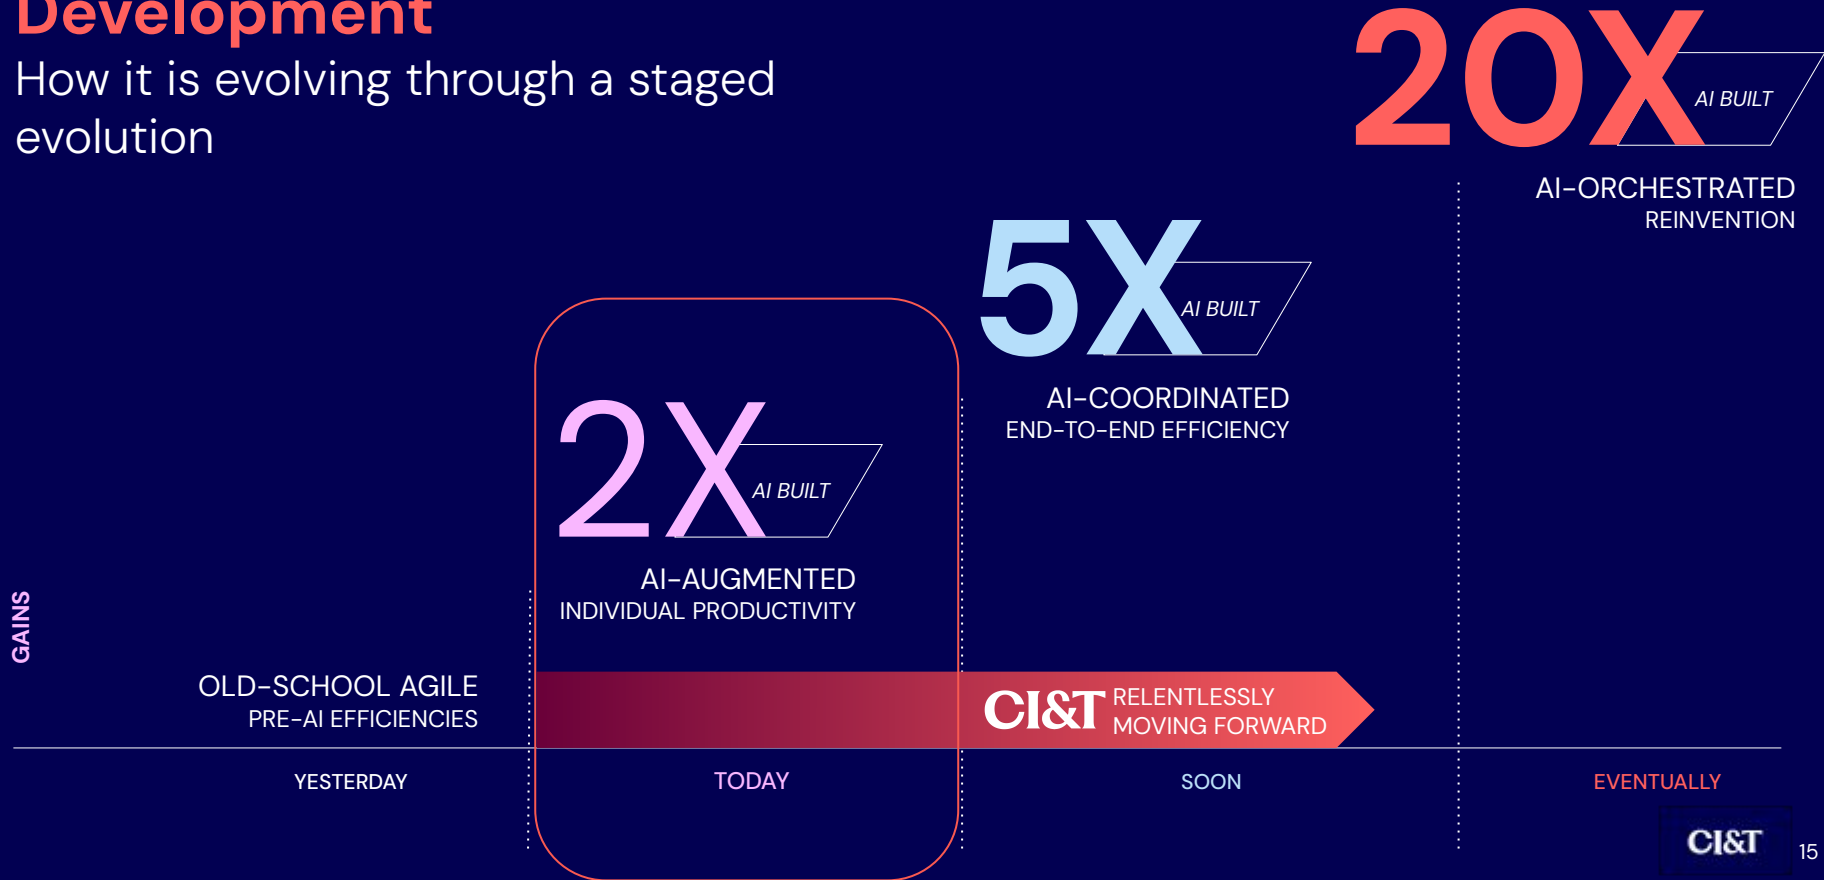 Development
How it is evolving through a staged
evolution
20X
AI BUILT
AI-ORCHESTRATED
REINVENTION
5X
AI BUILT
AI-COORDINATED
END-TO-END EFFICIENCY
2X
AI BUILT
AI-AUGMENTED
INDIVIDUAL PRODUCTIVITY
GAINS
OLD-SCHOOL AGILE
PRE-AI EFFICIENCIES
CI&T RELENTLESSLY
MOVING FORWARD
YESTERDAY
TODAY
SOON
EVENTUALLY
CI&T
15